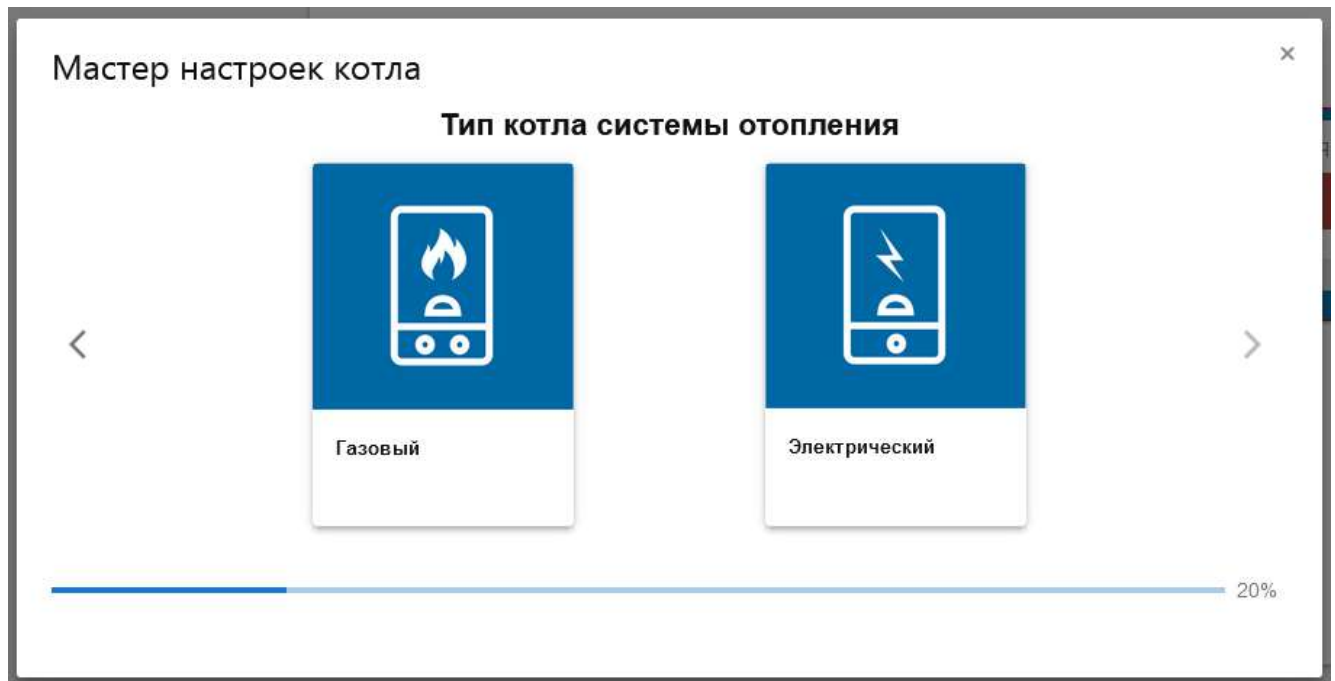 Мастер настроек котла
×
Тип котла системы отопления
Газовый
Электрический
20%